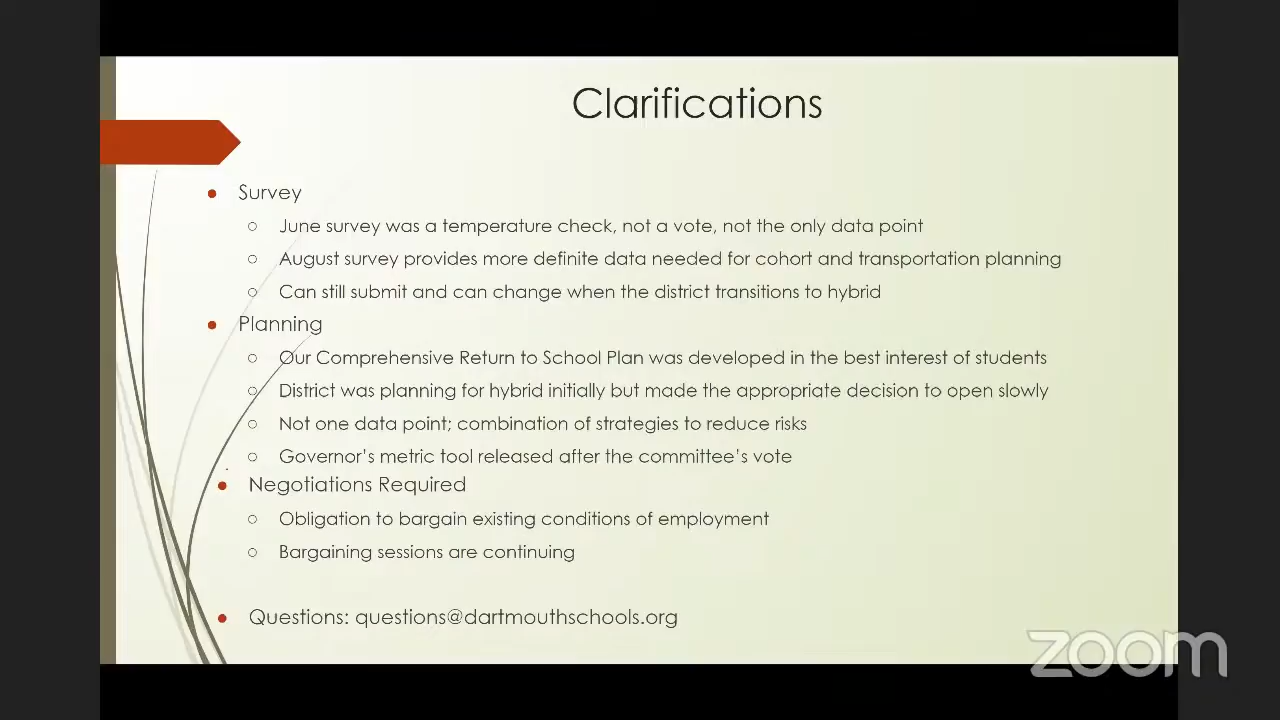 Clarifications
Survey
June survey was a temperature check, not a vote, not the only data point
August survey provides more definite data needed for cohort and transportation planning
Can still submit and can change when the district transitions to hybrid
Planning
Our Comprehensive Return to School Plan was developed in the best interest of students
District was planning for hybrid initially but made the appropriate decision to open slowly
Not one data point; combination of strategies to reduce risks
Governor's metric tool released after the committee's vote
Negotiations Required
Obligation to bargain existing conditions of employment
Bargaining sessions are continuing
Questions: questions@dartmouthschools.org
zoom